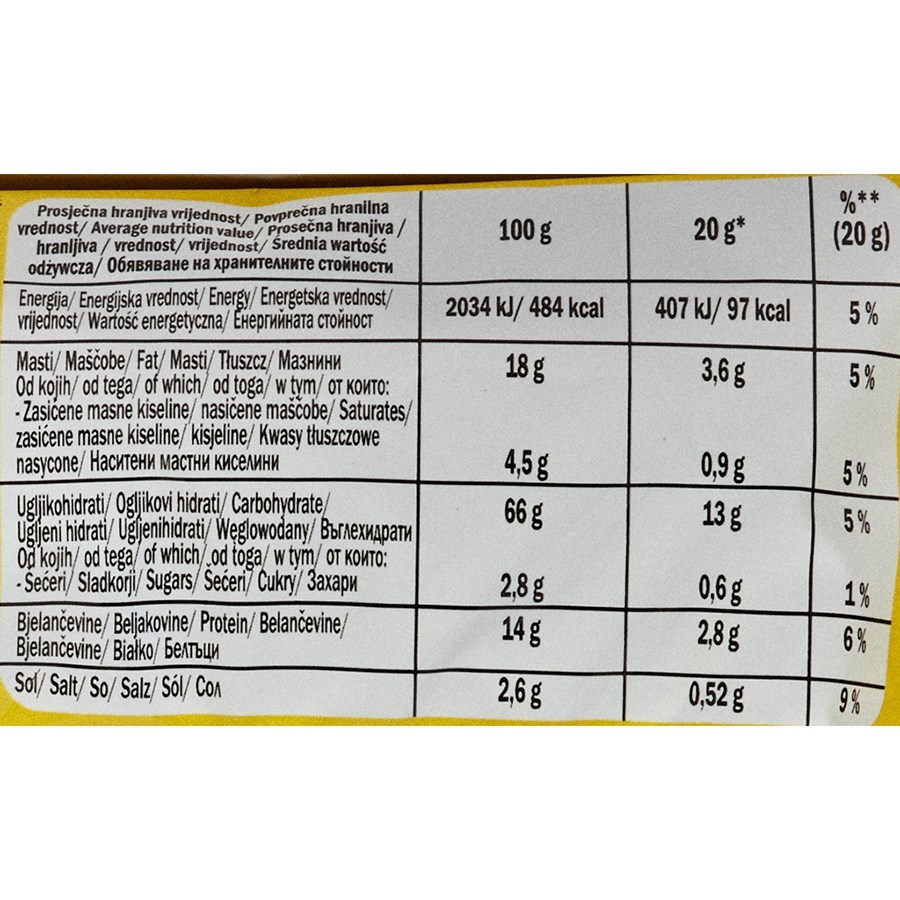 Prosječna hranjiva vrijednost/ Povprečna hranilna
vrednost/ Average nutrition value/ Prosečna hranjiva /
hranljiva / vrednost/ vrijednost/ Średnia wartość
odżywcza/ Обявяване на хранителните стойности
100 g
20 g*
%**
(20 g)
Energija/ Energijska vrednost/ Energy/ Energetska vrednost/
vrijednost/ Wartość energetyczna/ Енергийната стойност
2034 kJ/ 484 kcal
407 kJ/ 97 kcal
5 %
Masti/ Maščobe/ Fat/ Masti/ Tłuszcz/ Мазнини
18 g
3,6 g
5 %
Od kojih/ od tega/ of which/ od toga/ w tym/ от които:
- Zasićene masne kiseline/ nasičene maščobe/ Saturates/
zasićene masne kiseline/ kisjeline/ Kwasy tłuszczowe
nasycone/ Наситени мастни киселини
4,5 g
0,9 g
5 %
Ugljikohidrati/ Ogljikovi hidrati/ Carbohydrate/
Ugljeni hidrati/ Ugljenihidrati/ Węglowodany/ Въглехидрати
66 g
13 g
5 %
Od kojih/ od tega/ of which/ od toga/ w tym/ от които:
- Šećeri/ Sladkorji/ Sugars/ Šećeri/ Cukry/ Захари
2,8 g
0,6 g
1 %
Bjelančevine/ Beljakovine/ Protein/ Belančevine/
Bjelančevine/ Białko/ Белтъци
14 g
2,8 g
6 %
Sol/ Salt/ So/ Salz/ Sól/ Сол
2,6 g
0,52 g
9 %